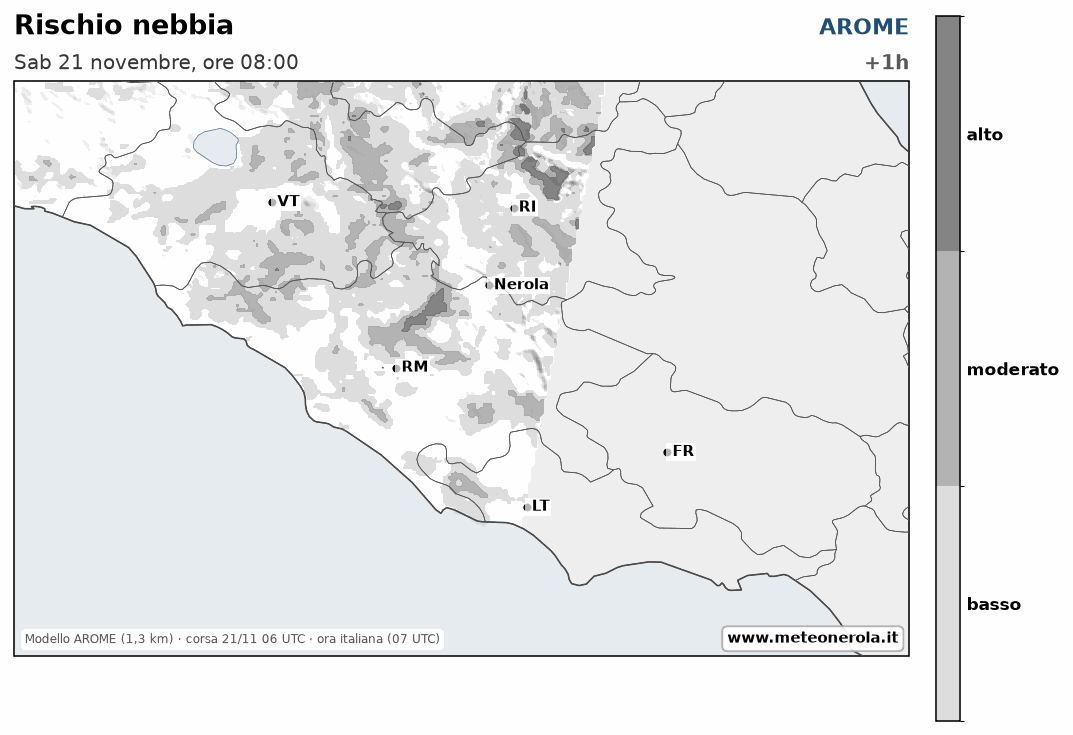 Rischio nebbia
AROME
Sab 21 novembre, ore 08:00
+1h
alto
VT
RI
Nerola
RM
moderato
FR
LT
basso
Modello AROME (1,3 km) · corsa 21/11 06 UTC · ora italiana (07 UTC)
www.meteonerola.it